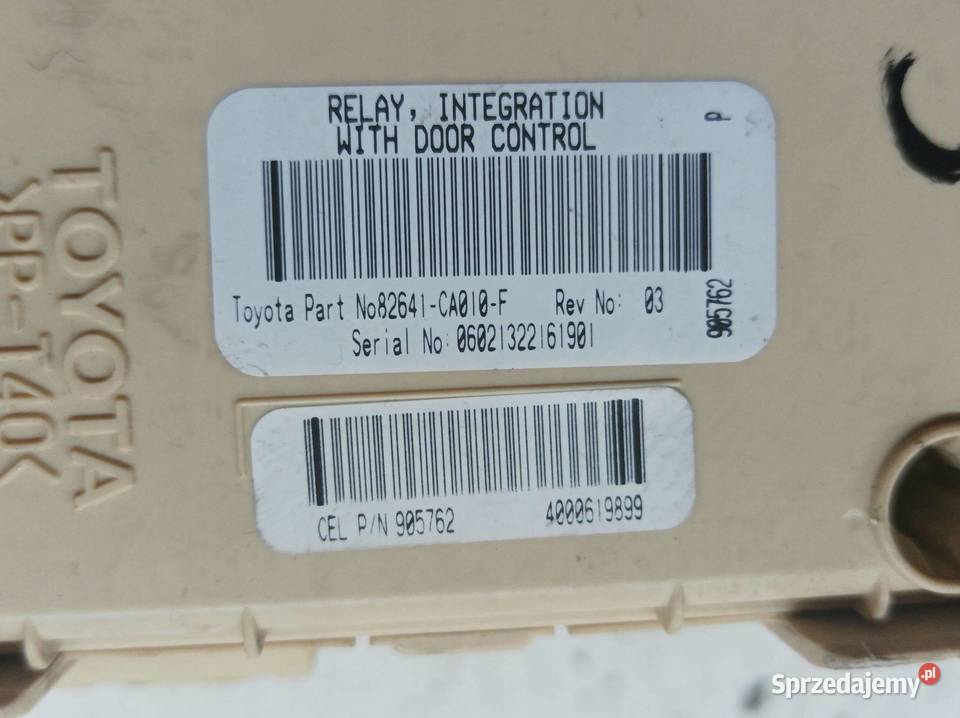 RELAY, INTEGRATION
WITH DOOR CONTROL
P
905762
Toyota Part No82641-CA010-F Rev No: 03
Serial No:06021322161901
CEL P/N 905762 4000619899
TOYOTA
>PP-T40<
Sprzedajemy.pl